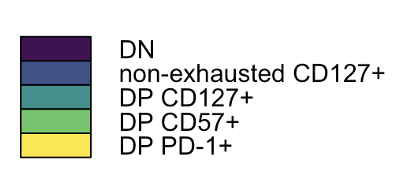 DN
non-exhausted CD127+
DP CD127+
DP CD57+
DP PD-1+